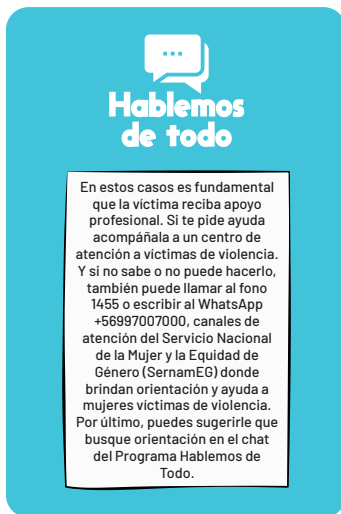 Hablemos
de todo
En estos casos es fundamental
que la víctima reciba apoyo
profesional. Si te pide ayuda
acompáñala a un centro de
atención a víctimas de violencia.
Y si no sabe o no puede hacerlo,
también puede llamar al fono
1455 o escribir al WhatsApp
+56997007000, canales de
atención del Servicio Nacional
de la Mujer y la Equidad de
Género (SernamEG) donde
brindan orientación y ayuda a
mujeres víctimas de violencia.
Por último, puedes sugerirle que
busque orientación en el chat
del Programa Hablemos de
Todo.